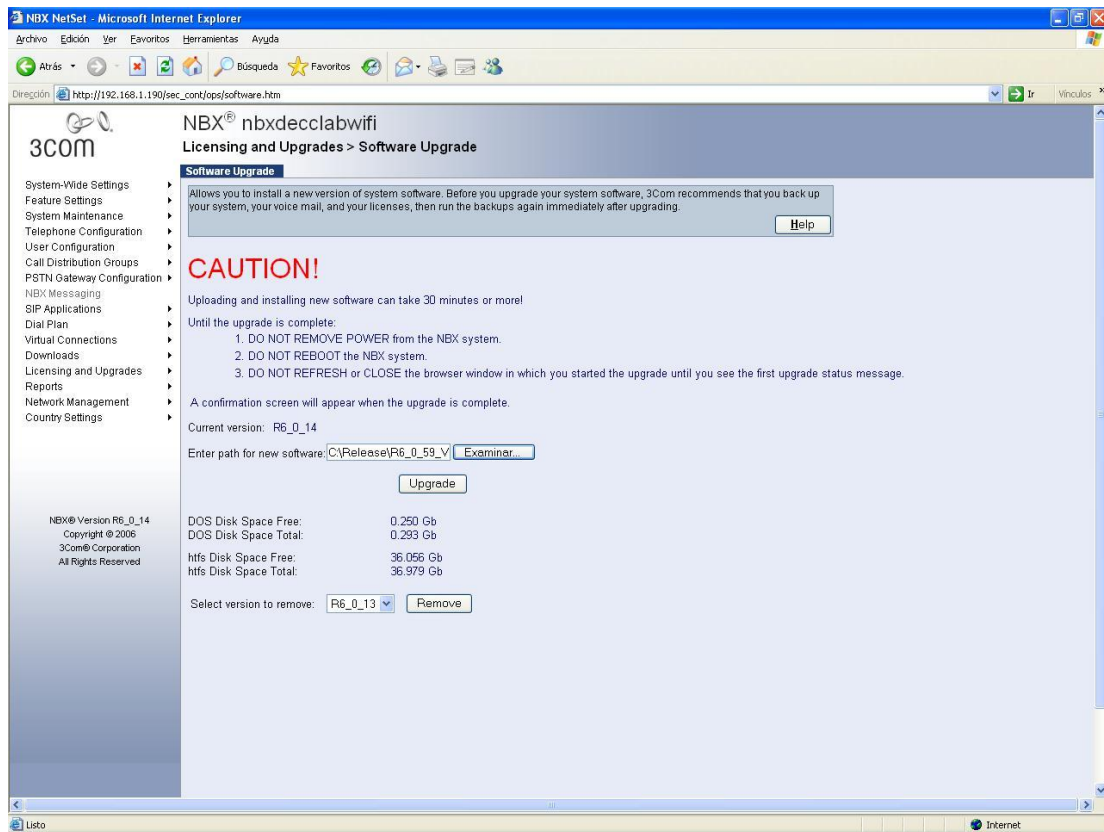 NBX NetSet - Microsoft Internet Explorer
Archivo Edición Ver Favoritos Herramientas Ayuda
Atrás Búsqueda Favoritos
Dirección http://192.168.1.190/sec_cont/ops/software.htm Ir Vínculos
3COM
NBX® nbxdecclabwifi
Licensing and Upgrades > Software Upgrade
Software Upgrade
Allows you to install a new version of system software. Before you upgrade your system software, 3Com recommends that you back up
your system, your voice mail, and your licenses, then run the backups again immediately after upgrading.
Help
System-Wide Settings
Feature Settings
System Maintenance
Telephone Configuration
User Configuration
Call Distribution Groups
PSTN Gateway Configuration
NBX Messaging
SIP Applications
Dial Plan
Virtual Connections
Downloads
Licensing and Upgrades
Reports
Network Management
Country Settings
NBX® Version R6_0_14
Copyright © 2006
3Com® Corporation
All Rights Reserved
CAUTION!
Uploading and installing new software can take 30 minutes or more!
Until the upgrade is complete:
1. DO NOT REMOVE POWER from the NBX system.
2. DO NOT REBOOT the NBX system.
3. DO NOT REFRESH or CLOSE the browser window in which you started the upgrade until you see the first upgrade status message.
A confirmation screen will appear when the upgrade is complete.
Current version: R6_0_14
Enter path for new software: C:\Release\R6_0_59_V Examinar...
Upgrade
DOS Disk Space Free: 0.250 Gb
DOS Disk Space Total: 0.293 Gb
htfs Disk Space Free: 36.056 Gb
htfs Disk Space Total: 36.979 Gb
Select version to remove: R6_0_13 Remove
Listo Internet